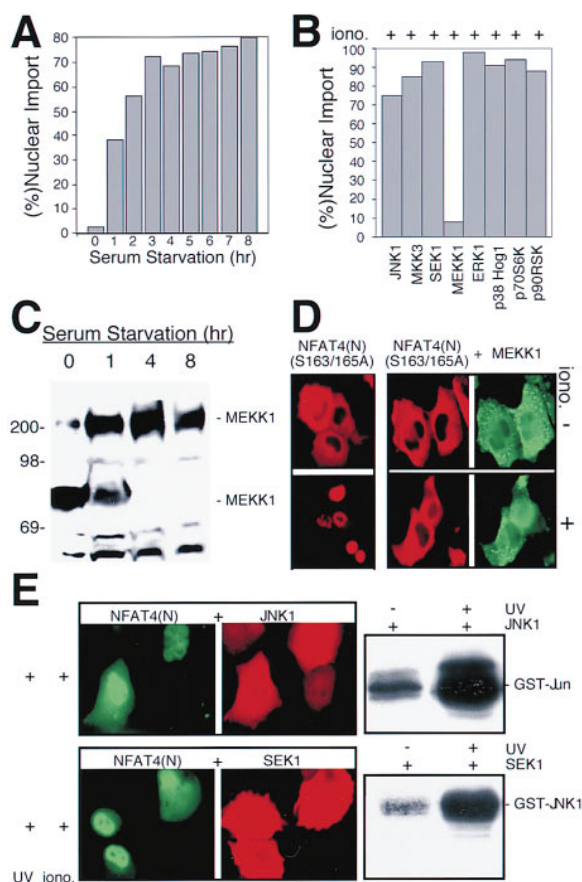 A
(%)Nuclear Import
80
70
60
50
40
30
20
10
0
0 1 2 3 4 5 6 7 8
Serum Starvation (hr)
B
iono. + + + + + + + +
(%)Nuclear Import
100
90
80
70
60
50
40
30
20
10
0
JNK1
MKK3
SEK1
MEKK1
ERK1
p38 Hog1
p70S6K
p90RSK
C
Serum Starvation (hr)
0 1 4 8
200-
98-
69-
- MEKK1
- MEKK1
D
NFAT4(N)
(S163/165A)
NFAT4(N)
(S163/165A) + MEKK1
iono.
-
+
E
NFAT4(N) + JNK1
+ +
- + UV
+ + JNK1
- GST-Jun
NFAT4(N) + SEK1
+ +
UV iono.
- + UV
+ + SEK1
- GST-JNK1